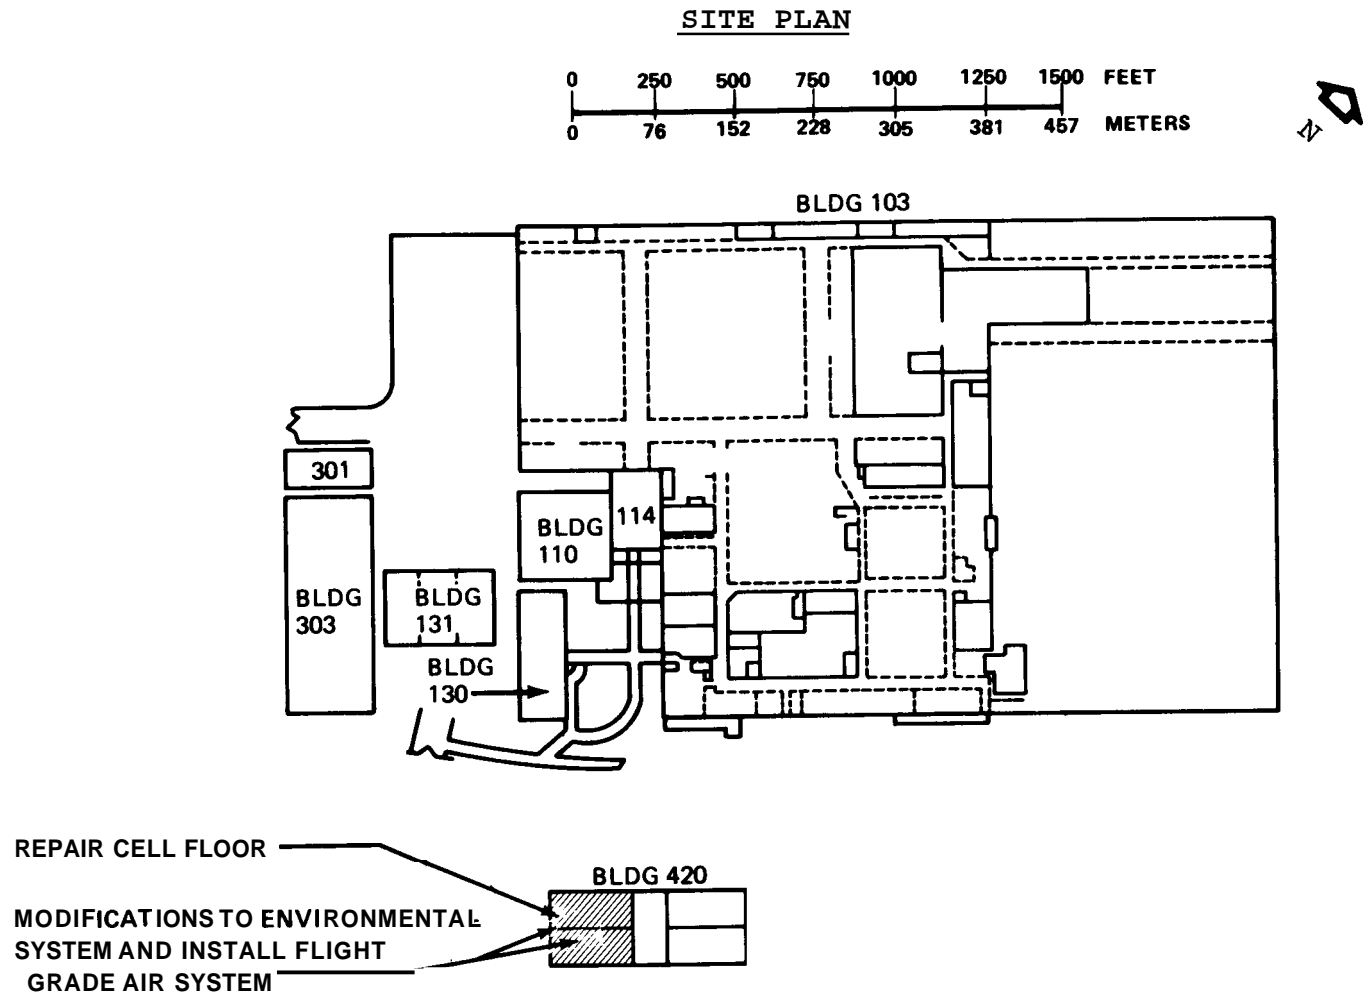 SITE PLAN
0 250 500 750 1000 1250 1500 FEET
0 76 152 228 305 381 457 METERS
N
BLDG 103
301
114
BLDG
110
BLDG
303
BLDG
131
BLDG
130
REPAIR CELL FLOOR
BLDG 420
MODIFICATIONS TO ENVIRONMENTAL
SYSTEM AND INSTALL FLIGHT
GRADE AIR SYSTEM